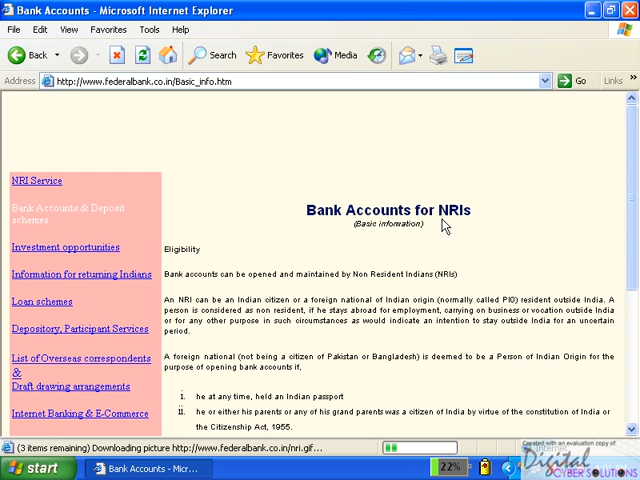 Bank Accounts - Microsoft Internet Explorer
File Edit View Favorites Tools Help
Back Search Favorites Media
Address http://www.federalbank.co.in/Basic_info.htm Go Links »
NRI Service
Bank Accounts & Deposit
schemes
Investment opportunities
Information for returning Indians
Loan schemes
Depository, Participant Services
List of Overseas correspondents
&
Draft drawing arrangements
Internet Banking & E-Commerce
Bank Accounts for NRIs
(Basic infomation)
Eligibility
Bank accounts can be opened and maintained by Non Resident Indians (NRIs)
An NRI can be an Indian citizen or a foreign national of Indian origin (normally called PIO) resident outside India. A
person is considered as non resident, if he stays abroad for employment, carrying on business or vocation outside India
or for any other purpose in such circumstances as would indicate an intention to stay outside India for an uncertain
period.
A foreign national (not being a citizen of Pakistan or Bangladesh) is deemed to be a Person of Indian Origin for the
purpose of opening bank accounts if,
i. he at any time, held an Indian passport
ii. he or either his parents or any of his grand parents was a citizen of India by virtue of the constitution of India or
the Citizenship Act, 1955.
(3 items remaining) Downloading picture http://www.federalbank.co.in/nri.gif...
Internet
Created with an evaluation copy of
Digital
CYBER SOLUTIONS
start Bank Accounts - Micr... 22%